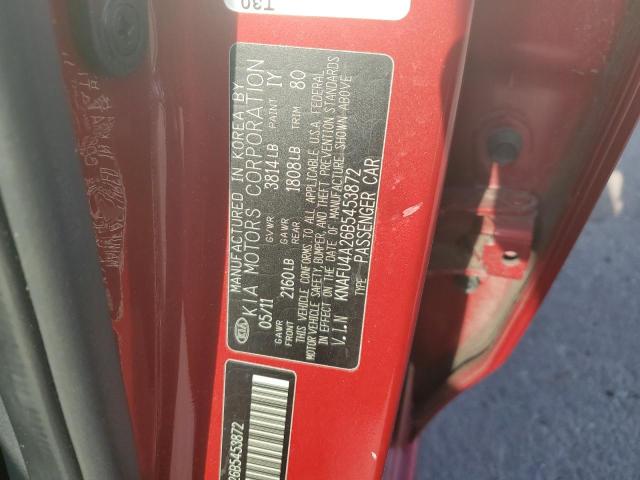 T30
MANUFACTURED IN KOREA BY
KIA KIA MOTORS CORPORATION
05/11 GVWR 3814LB PAINT IY
GAWR FRONT 2160LB GAWR REAR 1808LB TRIM 80
THIS VEHICLE CONFORMS TO ALL APPLICABLE U.S.A. FEDERAL
MOTOR VEHICLE SAFETY, BUMPER, AND THEFT PREVENTION STANDARDS
IN EFFECT ON THE DATE OF MANUFACTURE SHOWN ABOVE
V.I.N KNAFU4A26B5453872
TYPE PASSENGER CAR
26B5453872